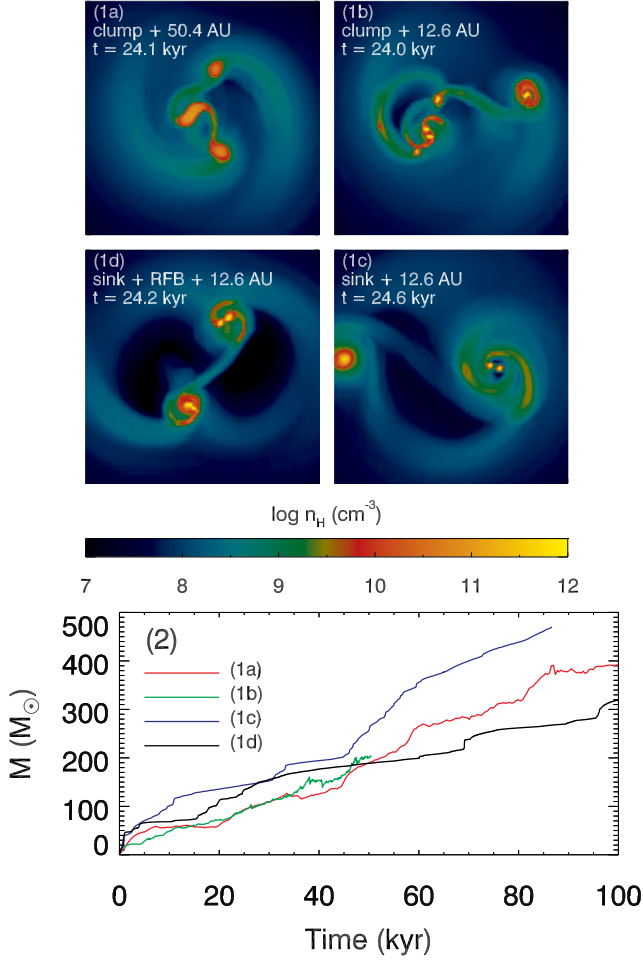 (1a)
clump + 50.4 AU
t = 24.1 kyr
(1b)
clump + 12.6 AU
t = 24.0 kyr
(1d)
sink + RFB + 12.6 AU
t = 24.2 kyr
(1c)
sink + 12.6 AU
t = 24.6 kyr
log n_H (cm⁻³)
7 8 9 10 11 12
(2)
(1a)
(1b)
(1c)
(1d)
M (M☉)
500
400
300
200
100
0
0 20 40 60 80 100
Time (kyr)